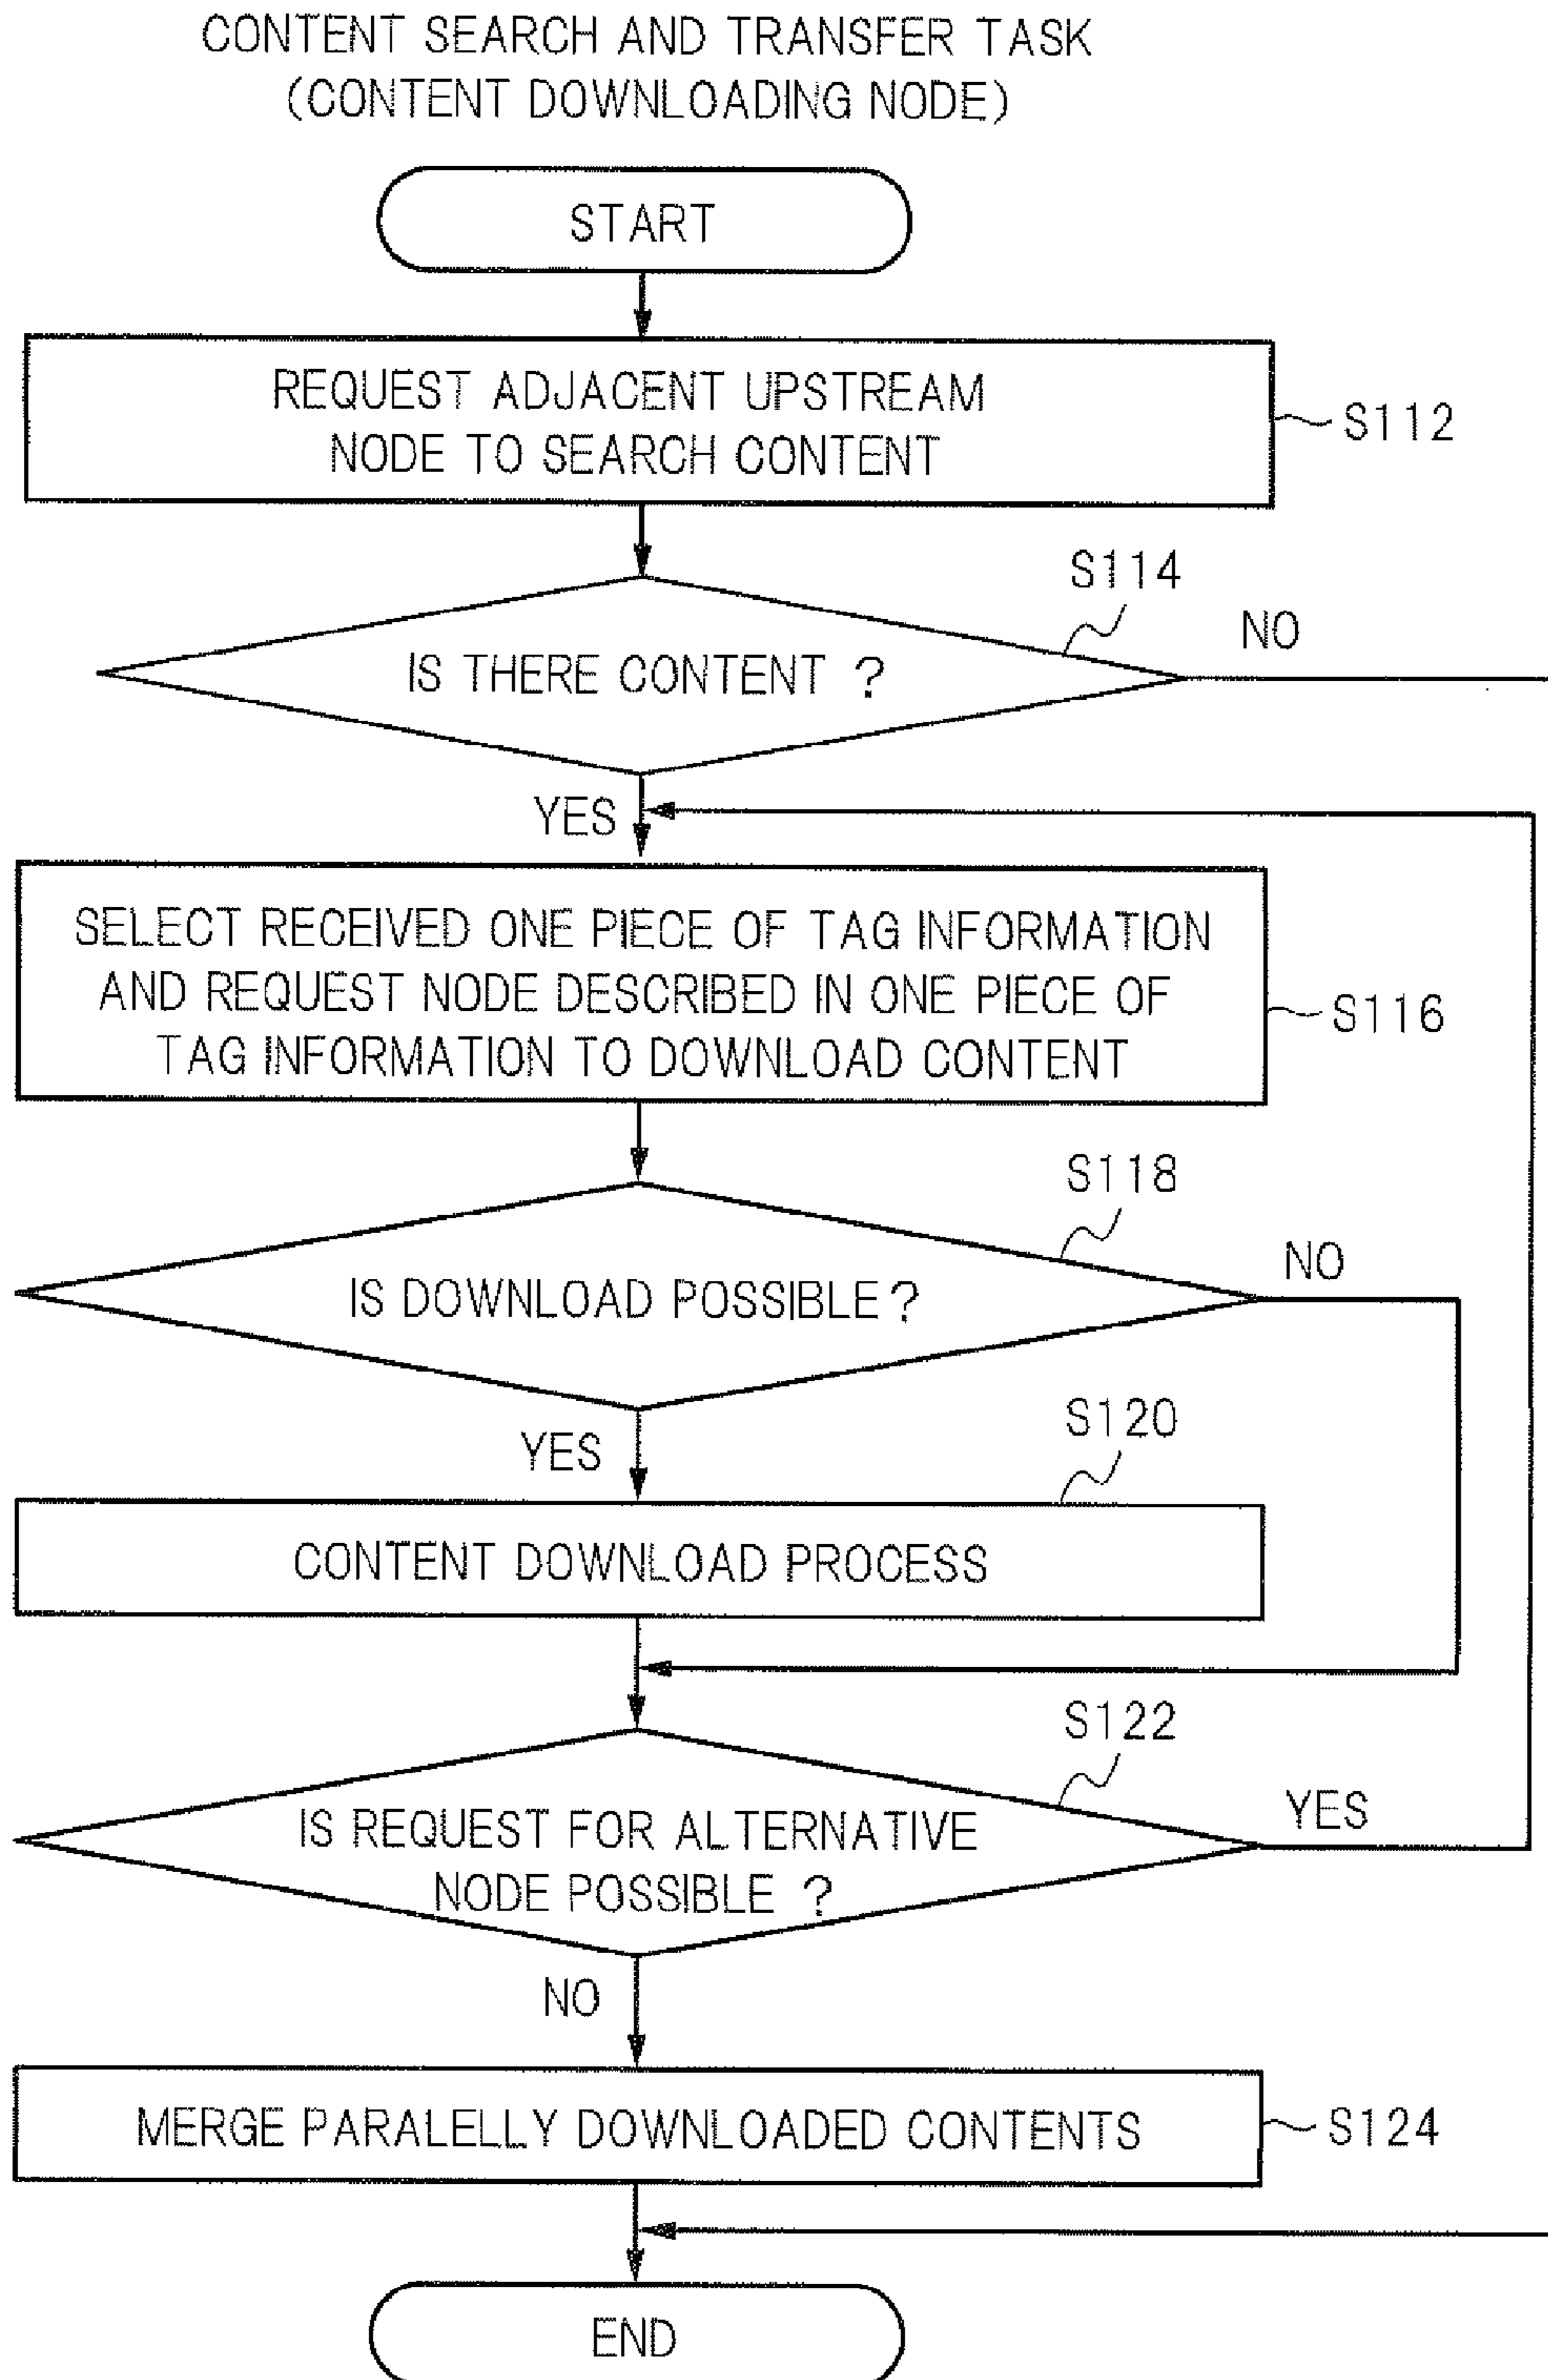 CONTENT SEARCH AND TRANSFER TASK
(CONTENT DOWNLOADING NODE)
START
REQUEST ADJACENT UPSTREAM
NODE TO SEARCH CONTENT
S112
S114
NO
IS THERE CONTENT ?
YES
SELECT RECEIVED ONE PIECE OF TAG INFORMATION
AND REQUEST NODE DESCRIBED IN ONE PIECE OF
TAG INFORMATION TO DOWNLOAD CONTENT
S116
S118
NO
IS DOWNLOAD POSSIBLE?
YES
S120
CONTENT DOWNLOAD PROCESS
S122
YES
IS REQUEST FOR ALTERNATIVE
NODE POSSIBLE ?
NO
MERGE PARALELLY DOWNLOADED CONTENTS
S124
END